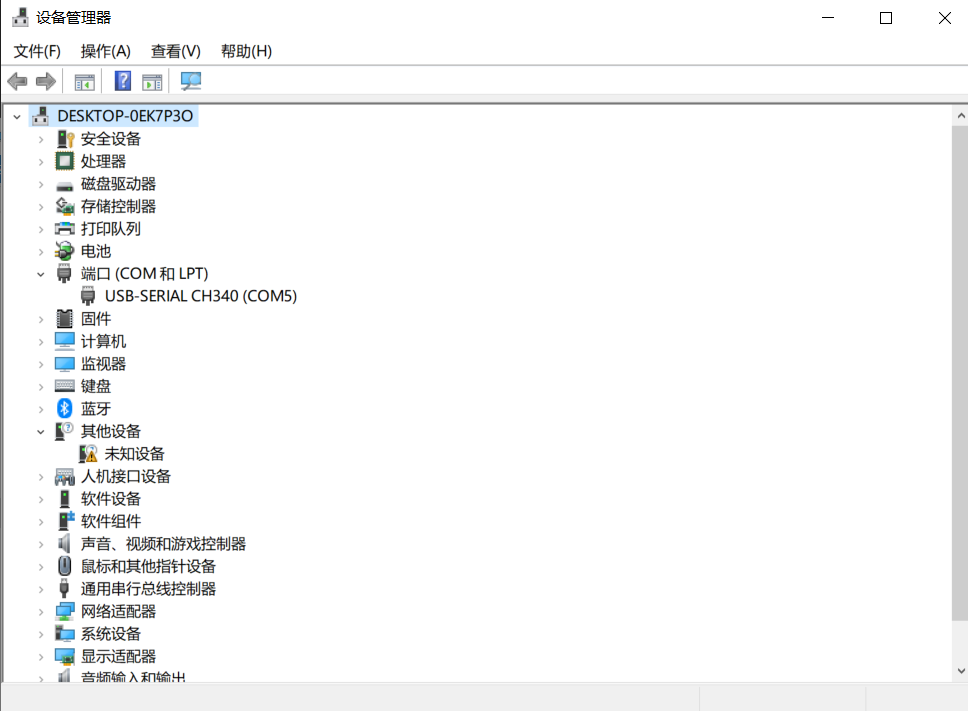 设备管理器
文件(F) 操作(A) 查看(V) 帮助(H)
DESKTOP-0EK7P3O
安全设备
处理器
磁盘驱动器
存储控制器
打印队列
电池
端口 (COM 和 LPT)
USB-SERIAL CH340 (COM5)
固件
计算机
监视器
键盘
蓝牙
其他设备
未知设备
人机接口设备
软件设备
软件组件
声音、视频和游戏控制器
鼠标和其他指针设备
通用串行总线控制器
网络适配器
系统设备
显示适配器
音频输入和输出